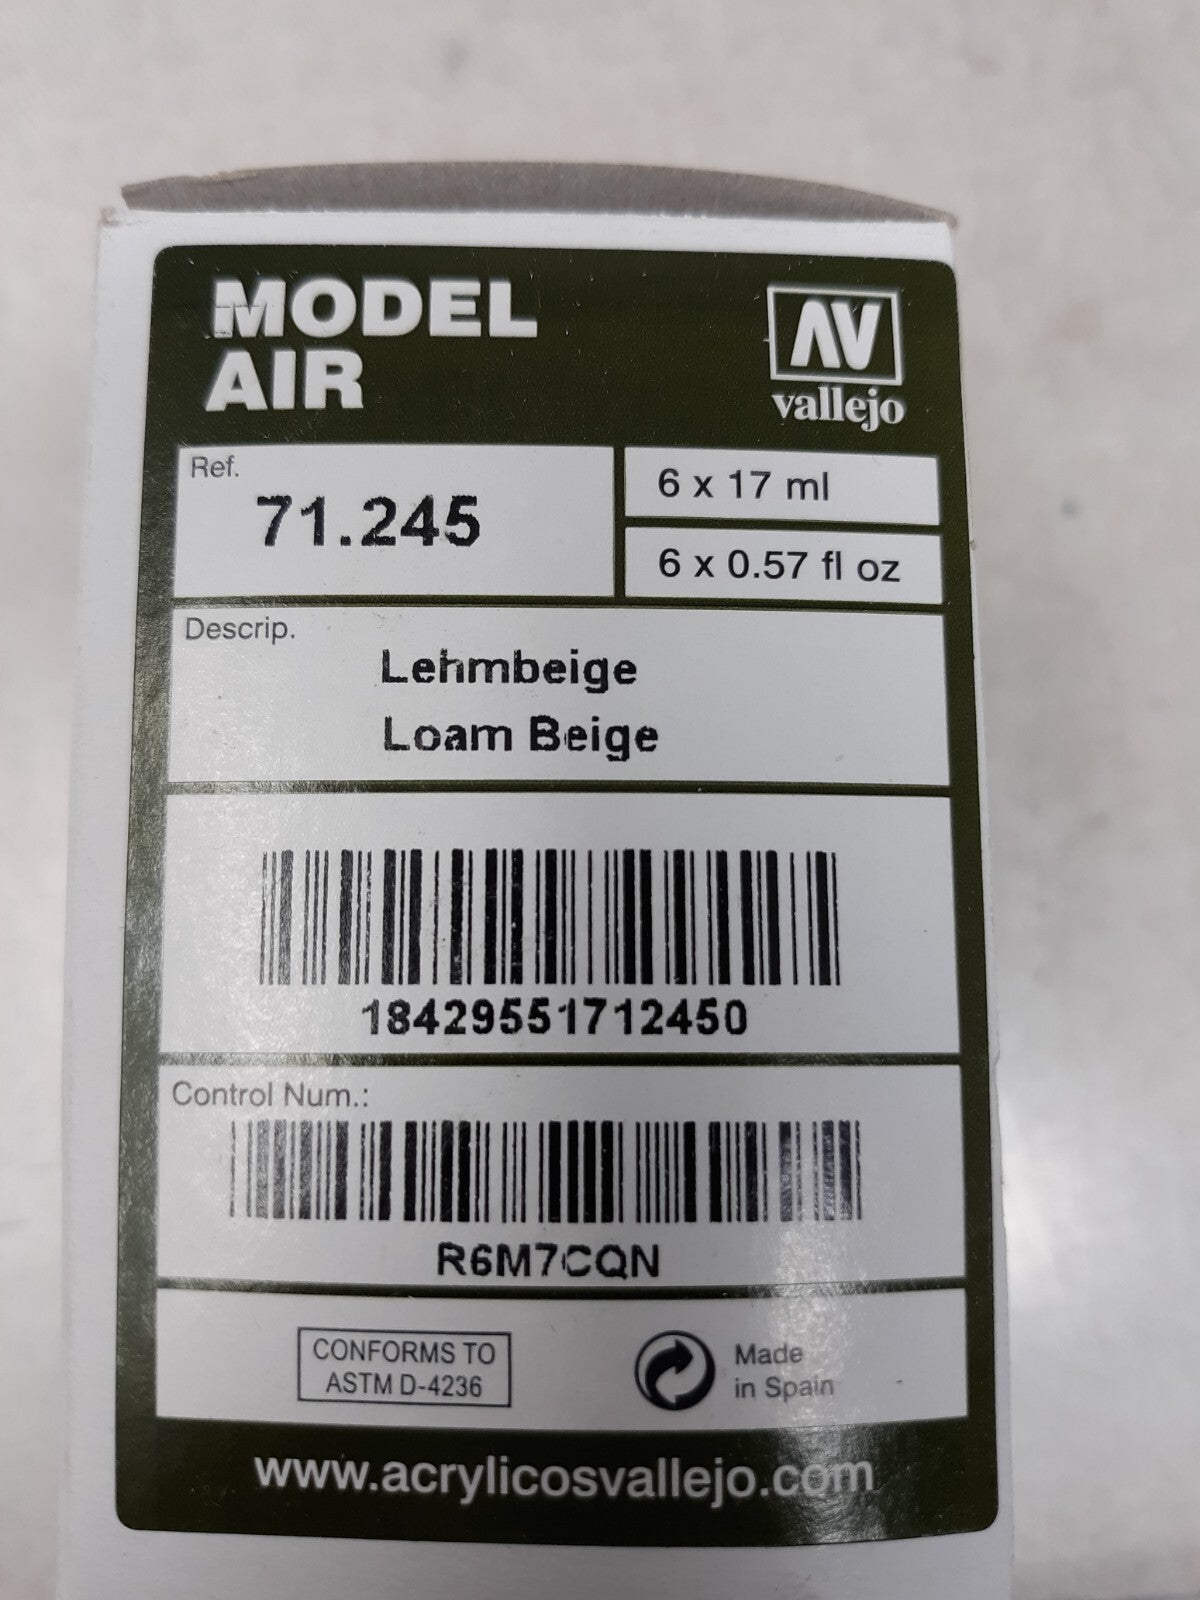 MODEL
AIR
AV
vallejo
Ref.
71.245
6 x 17 ml
6 x 0.57 fl oz
Descrip.
Lehmbeige
Loam Beige
18429551712450
Control Num.:
R6M7CQN
CONFORMS TO
ASTM D-4236
Made
in Spain
www.acrylicosvallejo.com